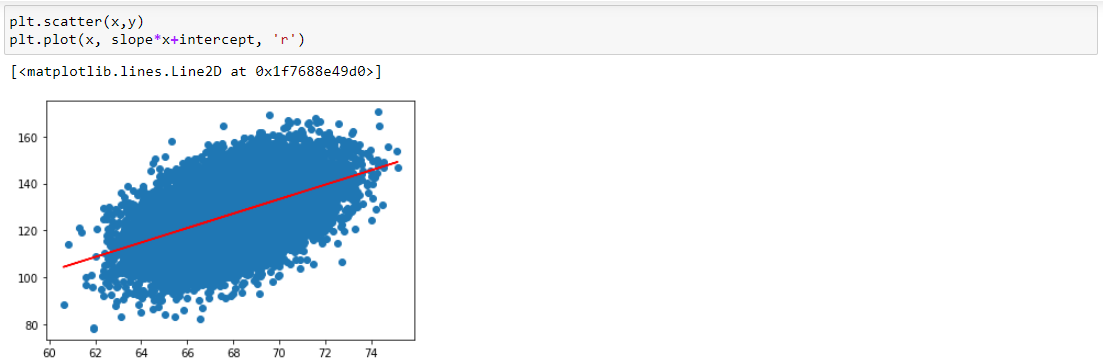 plt.scatter(x,y)
plt.plot(x, slope*x+intercept, 'r')
[<matplotlib.lines.Line2D at 0x1f7688e49d0>]
160
140
120
100
80
60 62 64 66 68 70 72 74